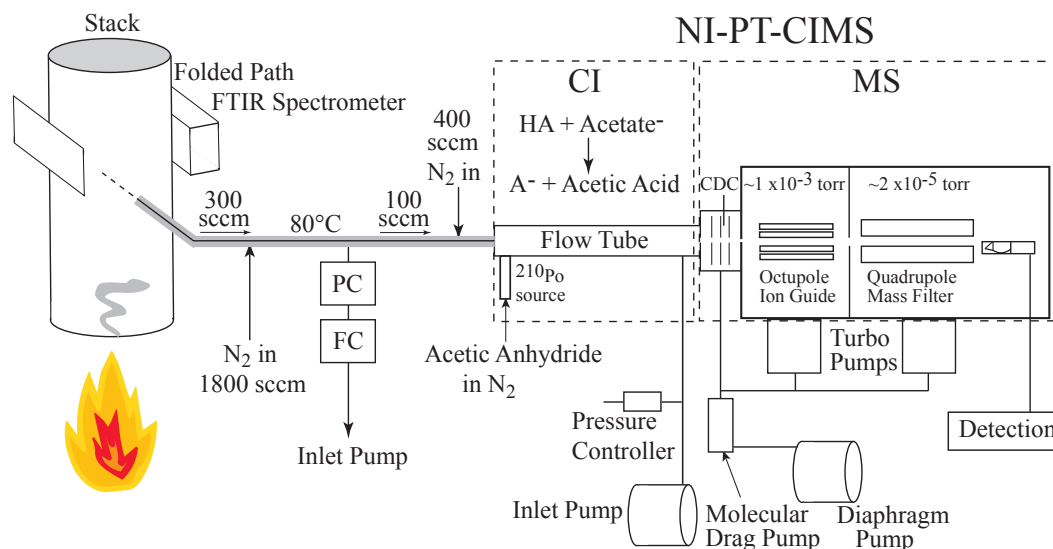 NI-PT-CIMS
Stack
Folded Path
FTIR Spectrometer
CI
MS
HA + Acetate⁻
A⁻ + Acetic Acid
300
sccm
80°C
100
sccm
400
sccm
N₂ in
Flow Tube
²¹⁰Po
source
CDC
~1 x10⁻³ torr
~2 x10⁻⁵ torr
Octupole
Ion Guide
Quadrupole
Mass Filter
PC
FC
N₂ in
1800 sccm
Inlet Pump
Acetic Anhydride
in N₂
Turbo
Pumps
Pressure
Controller
Detection
Inlet Pump
Molecular
Drag Pump
Diaphragm
Pump